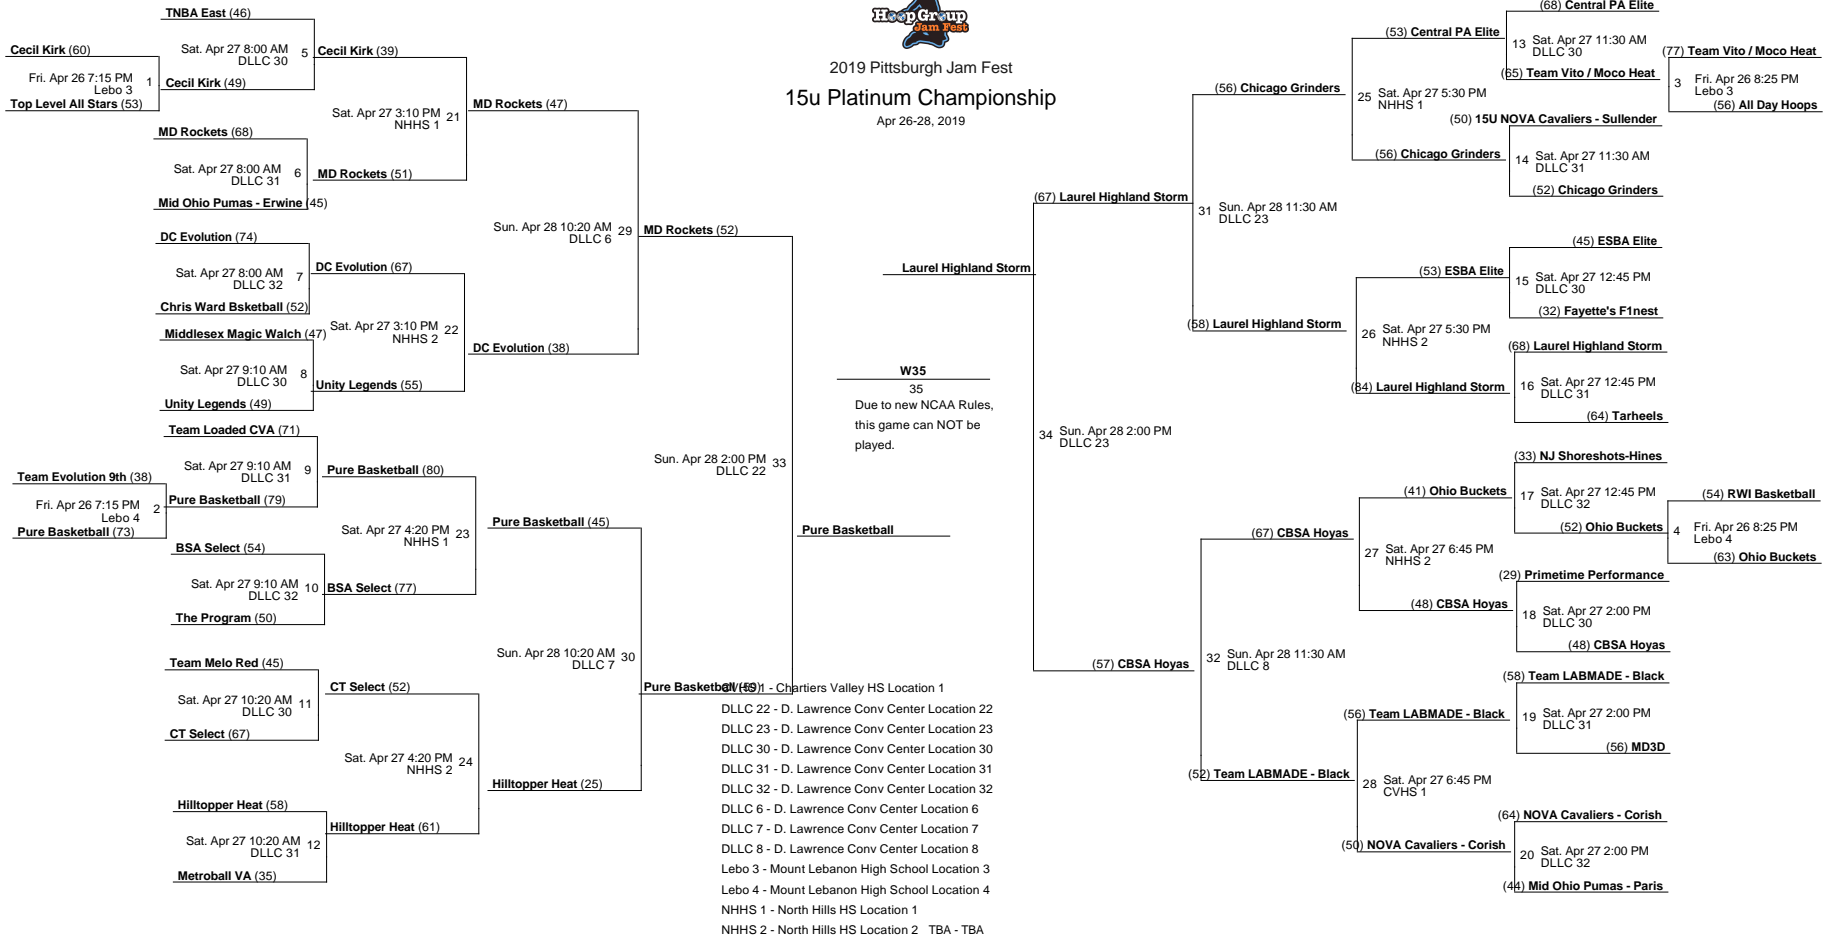 HoopGroup
Jam Fest
2019 Pittsburgh Jam Fest
15u Platinum Championship
Apr 26-28, 2019
Cecil Kirk (60)
Fri. Apr 26 7:15 PM
Lebo 3
1
Top Level All Stars (53)
TNBA East (46)
Sat. Apr 27 8:00 AM
DLLC 30
5
Cecil Kirk (49)
Cecil Kirk (39)
MD Rockets (68)
Sat. Apr 27 8:00 AM
DLLC 31
6
Mid Ohio Pumas - Erwine (45)
MD Rockets (51)
Sat. Apr 27 3:10 PM
NHHS 1
21
MD Rockets (47)
DC Evolution (74)
Sat. Apr 27 8:00 AM
DLLC 32
7
Chris Ward Bsketball (52)
DC Evolution (67)
Middlesex Magic Walch (47)
Sat. Apr 27 9:10 AM
DLLC 30
8
Unity Legends (49)
Unity Legends (55)
Sat. Apr 27 3:10 PM
NHHS 2
22
DC Evolution (38)
Sun. Apr 28 10:20 AM
DLLC 6
29
MD Rockets (52)
Team Evolution 9th (38)
Fri. Apr 26 7:15 PM
Lebo 4
2
Pure Basketball (73)
Team Loaded CVA (71)
Sat. Apr 27 9:10 AM
DLLC 31
9
Pure Basketball (79)
Pure Basketball (80)
BSA Select (54)
Sat. Apr 27 9:10 AM
DLLC 32
10
The Program (50)
BSA Select (77)
Sat. Apr 27 4:20 PM
NHHS 1
23
Pure Basketball (45)
Team Melo Red (45)
Sat. Apr 27 10:20 AM
DLLC 30
11
CT Select (67)
CT Select (52)
Hilltopper Heat (58)
Sat. Apr 27 10:20 AM
DLLC 31
12
Metroball VA (35)
Hilltopper Heat (61)
Sat. Apr 27 4:20 PM
NHHS 2
24
Hilltopper Heat (25)
Sun. Apr 28 10:20 AM
DLLC 7
30
Pure Basketball
Sun. Apr 28 2:00 PM
DLLC 22
33
Pure Basketball
W35
35
Due to new NCAA Rules,
this game can NOT be
played.
1 - Chartiers Valley HS Location 1
DLLC 22 - D. Lawrence Conv Center Location 22
DLLC 23 - D. Lawrence Conv Center Location 23
DLLC 30 - D. Lawrence Conv Center Location 30
DLLC 31 - D. Lawrence Conv Center Location 31
DLLC 32 - D. Lawrence Conv Center Location 32
DLLC 6 - D. Lawrence Conv Center Location 6
DLLC 7 - D. Lawrence Conv Center Location 7
DLLC 8 - D. Lawrence Conv Center Location 8
Lebo 3 - Mount Lebanon High School Location 3
Lebo 4 - Mount Lebanon High School Location 4
NHHS 1 - North Hills HS Location 1
NHHS 2 - North Hills HS Location 2 TBA - TBA
Laurel Highland Storm
34
Sun. Apr 28 2:00 PM
DLLC 23
(67) Laurel Highland Storm
31
Sun. Apr 28 11:30 AM
DLLC 23
(56) Chicago Grinders
25
Sat. Apr 27 5:30 PM
NHHS 1
(53) Central PA Elite
(68) Central PA Elite
13
Sat. Apr 27 11:30 AM
DLLC 30
(65) Team Vito / Moco Heat
(77) Team Vito / Moco Heat
3
Fri. Apr 26 8:25 PM
Lebo 3
(56) All Day Hoops
(50) 15U NOVA Cavaliers - Sullender
(56) Chicago Grinders
14
Sat. Apr 27 11:30 AM
DLLC 31
(52) Chicago Grinders
(45) ESBA Elite
(53) ESBA Elite
15
Sat. Apr 27 12:45 PM
DLLC 30
(32) Fayette's F1nest
(58) Laurel Highland Storm
26
Sat. Apr 27 5:30 PM
NHHS 2
(68) Laurel Highland Storm
(84) Laurel Highland Storm
16
Sat. Apr 27 12:45 PM
DLLC 31
(64) Tarheels
(33) NJ Shoreshots-Hines
(41) Ohio Buckets
17
Sat. Apr 27 12:45 PM
DLLC 32
(52) Ohio Buckets
(54) RWI Basketball
4
Fri. Apr 26 8:25 PM
Lebo 4
(63) Ohio Buckets
(67) CBSA Hoyas
27
Sat. Apr 27 6:45 PM
NHHS 2
(29) Primetime Performance
(48) CBSA Hoyas
18
Sat. Apr 27 2:00 PM
DLLC 30
(48) CBSA Hoyas
(57) CBSA Hoyas
32
Sun. Apr 28 11:30 AM
DLLC 8
(58) Team LABMADE - Black
(56) Team LABMADE - Black
19
Sat. Apr 27 2:00 PM
DLLC 31
(56) MD3D
(52) Team LABMADE - Black
28
Sat. Apr 27 6:45 PM
CVHS 1
(64) NOVA Cavaliers - Corish
(50) NOVA Cavaliers - Corish
20
Sat. Apr 27 2:00 PM
DLLC 32
(44) Mid Ohio Pumas - Paris